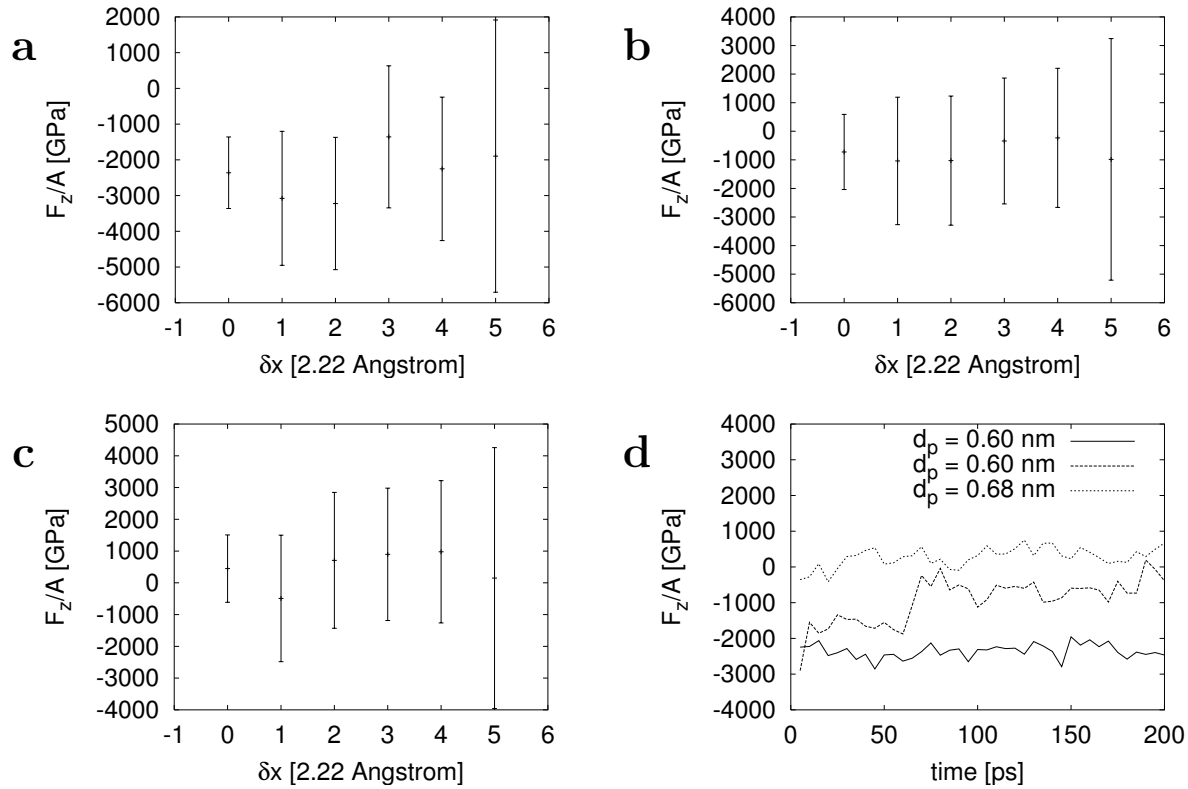 a
2000
1000
0
-1000
-2000
-3000
-4000
-5000
-6000
F_z/A [GPa]
-1 0 1 2 3 4 5 6
δx [2.22 Angstrom]
b
4000
3000
2000
1000
0
-1000
-2000
-3000
-4000
-5000
-6000
F_z/A [GPa]
-1 0 1 2 3 4 5 6
δx [2.22 Angstrom]
c
5000
4000
3000
2000
1000
0
-1000
-2000
-3000
-4000
F_z/A [GPa]
-1 0 1 2 3 4 5 6
δx [2.22 Angstrom]
d
4000
3000
2000
1000
0
-1000
-2000
-3000
-4000
F_z/A [GPa]
d_p = 0.60 nm
d_p = 0.60 nm
d_p = 0.68 nm
0 50 100 150 200
time [ps]